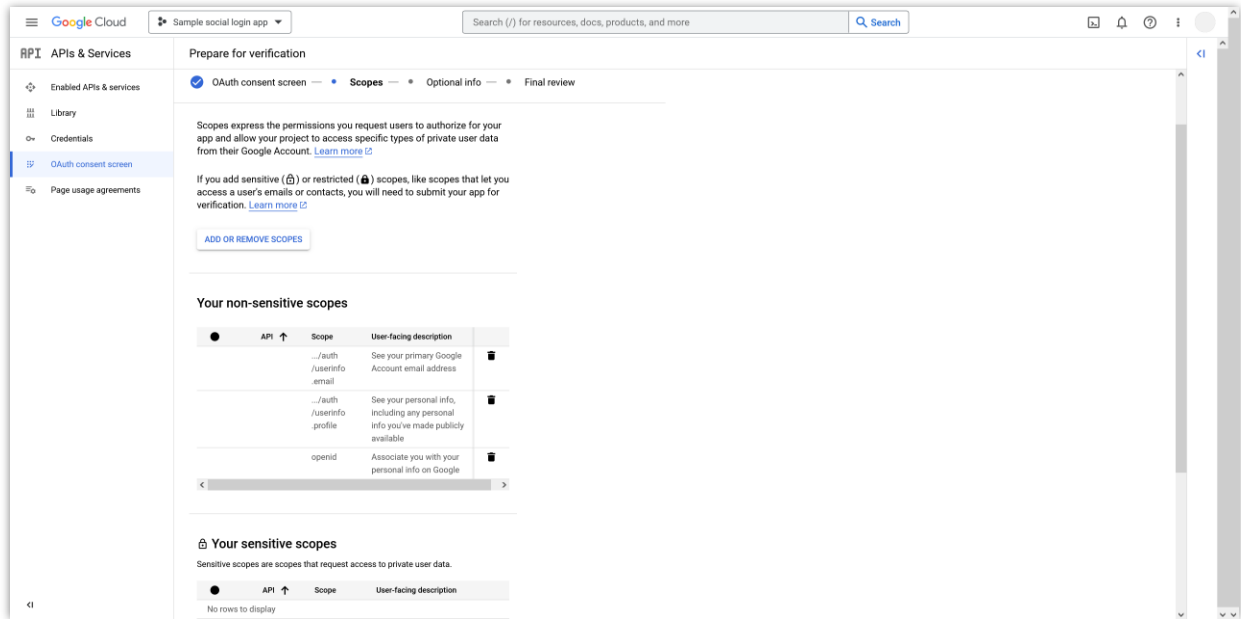 Google Cloud
Sample social login app
Search (/) for resources, docs, products, and more
Search
API APIs & Services
Prepare for verification
Enabled APIs & services
Library
Credentials
OAuth consent screen
Page usage agreements
OAuth consent screen — Scopes — Optional info — Final review
Scopes express the permissions you request users to authorize for your
app and allow your project to access specific types of private user data
from their Google Account. Learn more
If you add sensitive ( ) or restricted ( ) scopes, like scopes that let you
access a user's emails or contacts, you will need to submit your app for
verification. Learn more
ADD OR REMOVE SCOPES
Your non-sensitive scopes
API Scope User-facing description
.../auth See your primary Google
/userinfo Account email address
.email
.../auth See your personal info,
/userinfo including any personal
.profile info you've made publicly
available
openid Associate you with your
personal info on Google
Your sensitive scopes
Sensitive scopes are scopes that request access to private user data.
API Scope User-facing description
No rows to display